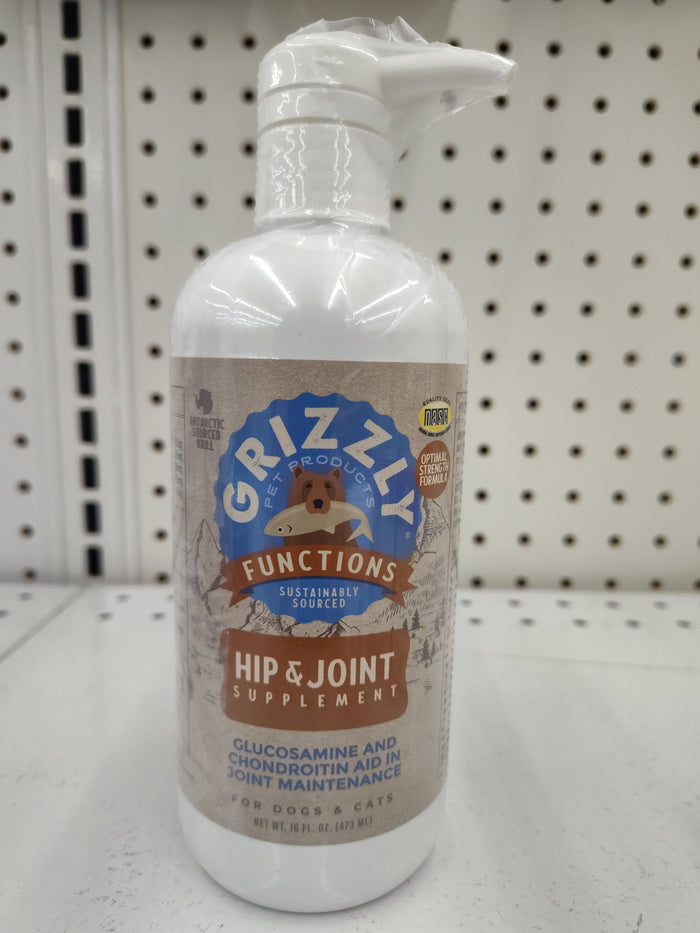 ANTARCTIC
SOURCED
KRILL
QUALITY SEAL
nasc
OPTIMAL
STRENGTH
FORMULA
GRIZZLY
PET PRODUCTS
FUNCTIONS
SUSTAINABLY
SOURCED
HIP & JOINT
SUPPLEMENT
GLUCOSAMINE AND
CHONDROITIN AID IN
JOINT MAINTENANCE
FOR DOGS & CATS
NET WT. 16 FL. OZ. (473 ML)